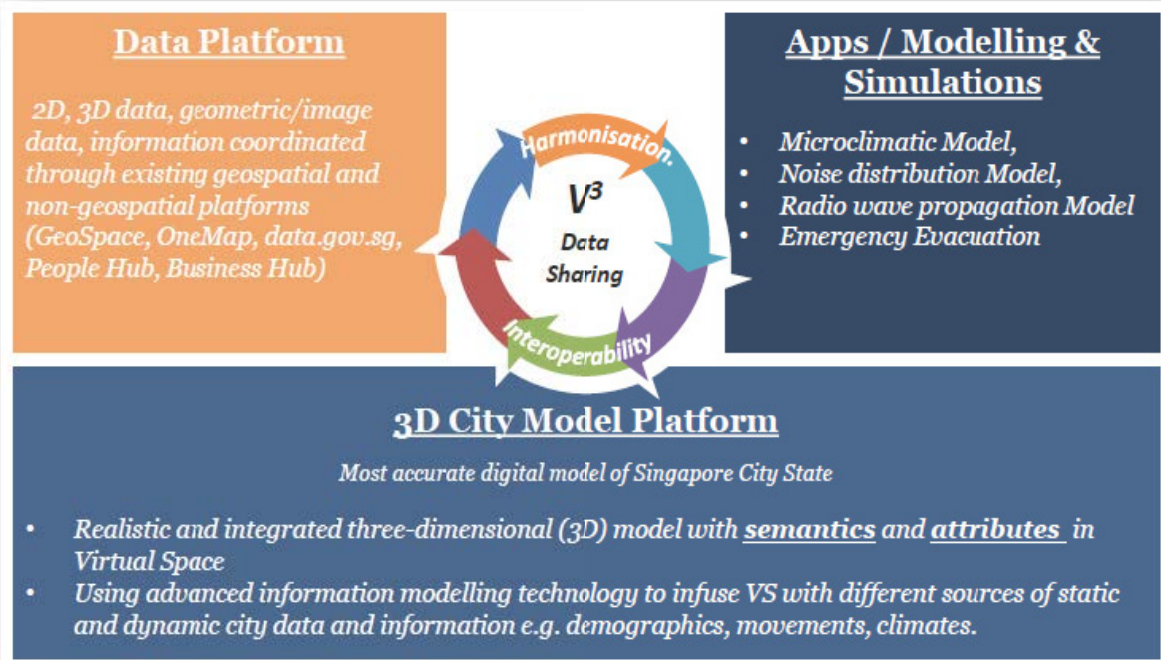 Data Platform
2D, 3D data, geometric/image
data, information coordinated
through existing geospatial and
non-geospatial platforms
(GeoSpace, OneMap, data.gov.sg,
People Hub, Business Hub)
Harmonisation.
V³
Data
Sharing
Interoperability
Apps / Modelling &
Simulations
• Microclimatic Model,
• Noise distribution Model,
• Radio wave propagation Model
• Emergency Evacuation
3D City Model Platform
Most accurate digital model of Singapore City State
• Realistic and integrated three-dimensional (3D) model with semantics and attributes in
Virtual Space
• Using advanced information modelling technology to infuse VS with different sources of static
and dynamic city data and information e.g. demographics, movements, climates.